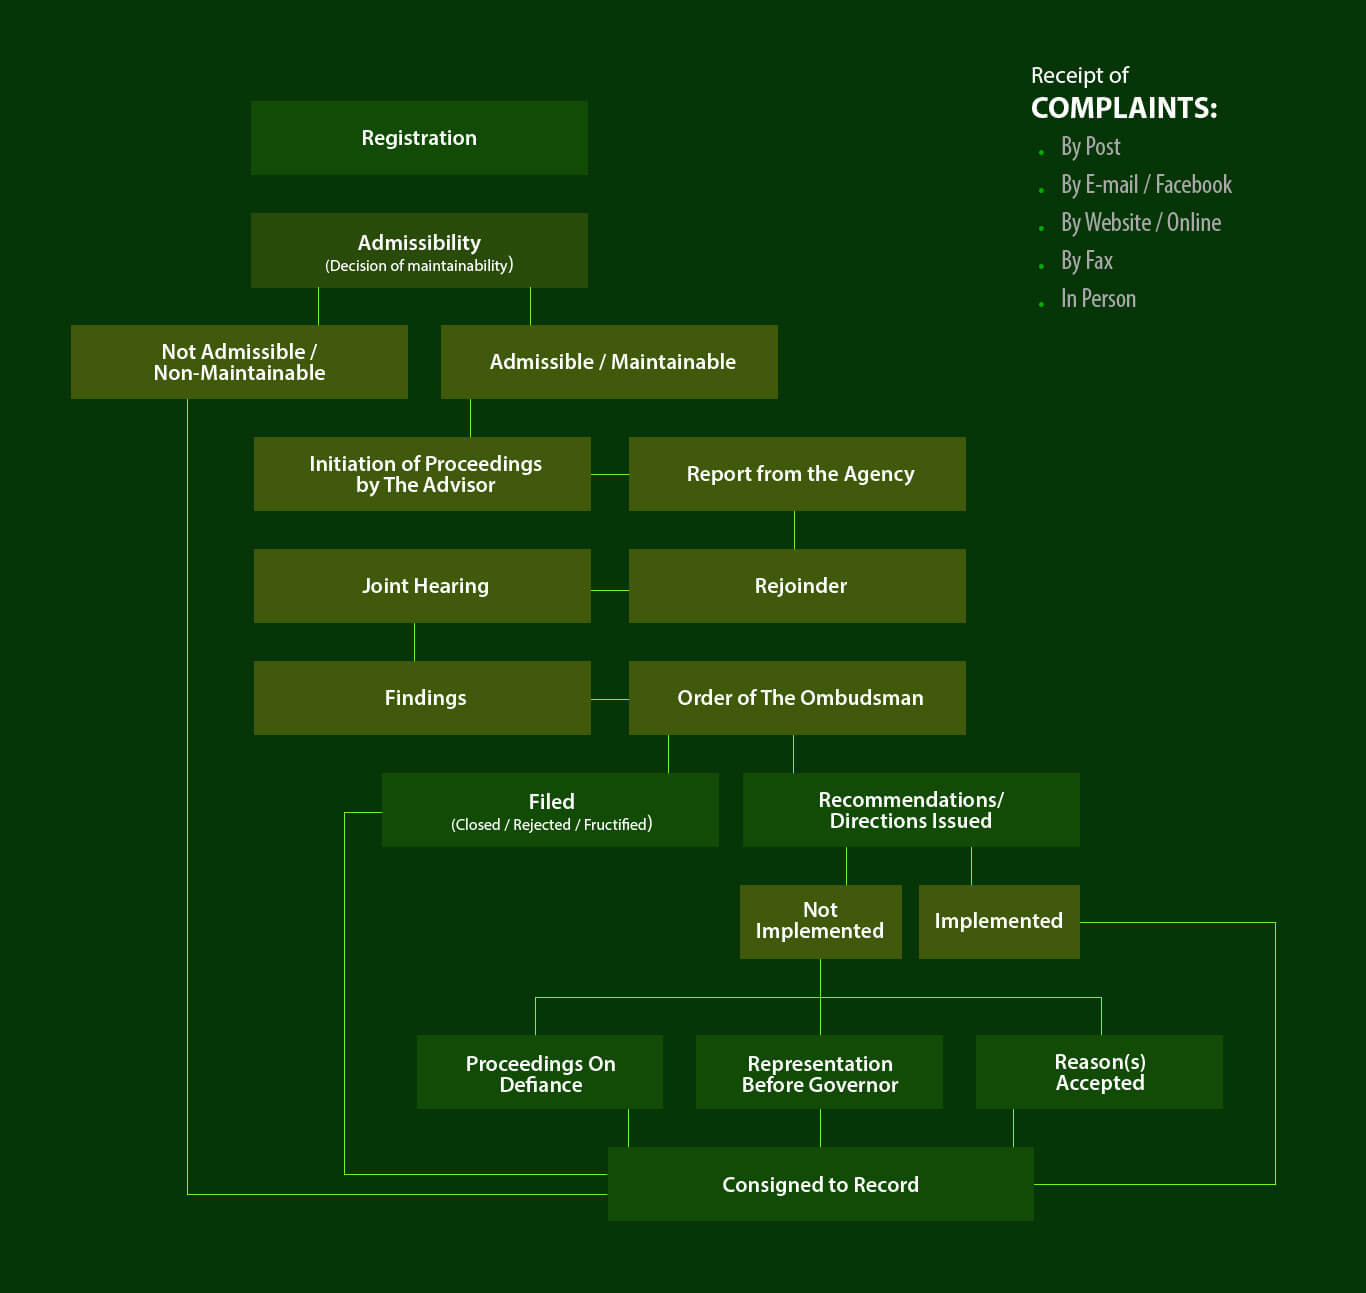 Receipt of
COMPLAINTS:
By Post
By E-mail / Facebook
By Website / Online
By Fax
In Person
Registration
Admissibility
(Decision of maintainability)
Not Admissible /
Non-Maintainable
Admissible / Maintainable
Initiation of Proceedings
by The Advisor
Report from the Agency
Joint Hearing
Rejoinder
Findings
Order of The Ombudsman
Filed
(Closed / Rejected / Fructified)
Recommendations/
Directions Issued
Not
Implemented
Implemented
Proceedings On
Defiance
Representation
Before Governor
Reason(s)
Accepted
Consigned to Record